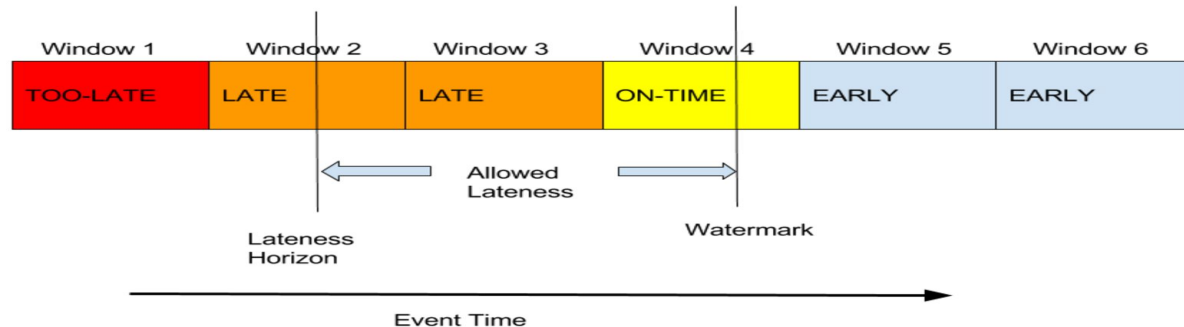 Window 1 Window 2 Window 3 Window 4 Window 5 Window 6
TOO-LATE LATE LATE ON-TIME EARLY EARLY
Allowed
Lateness
Lateness
Horizon
Watermark
Event Time